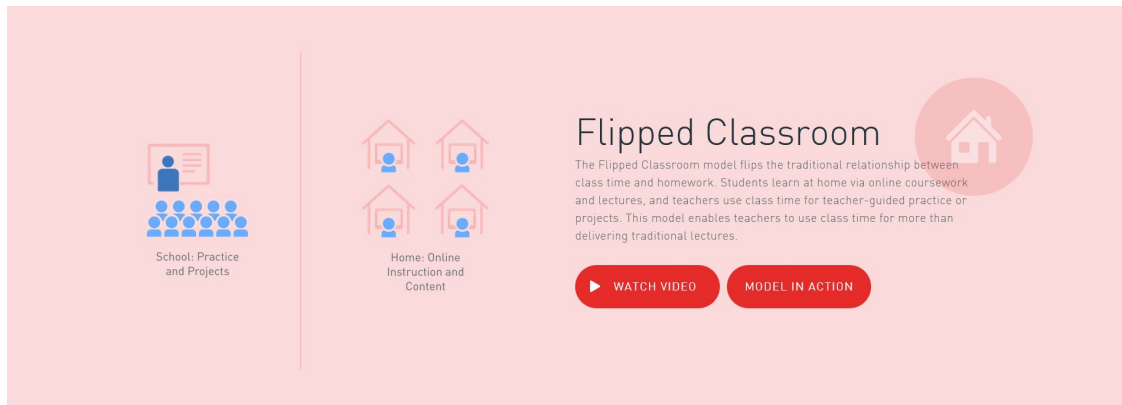 School: Practice
and Projects
Home: Online
Instruction and
Content
Flipped Classroom
The Flipped Classroom model flips the traditional relationship between
class time and homework. Students learn at home via online coursework
and lectures, and teachers use class time for teacher-guided practice or
projects. This model enables teachers to use class time for more than
delivering traditional lectures.
WATCH VIDEO
MODEL IN ACTION